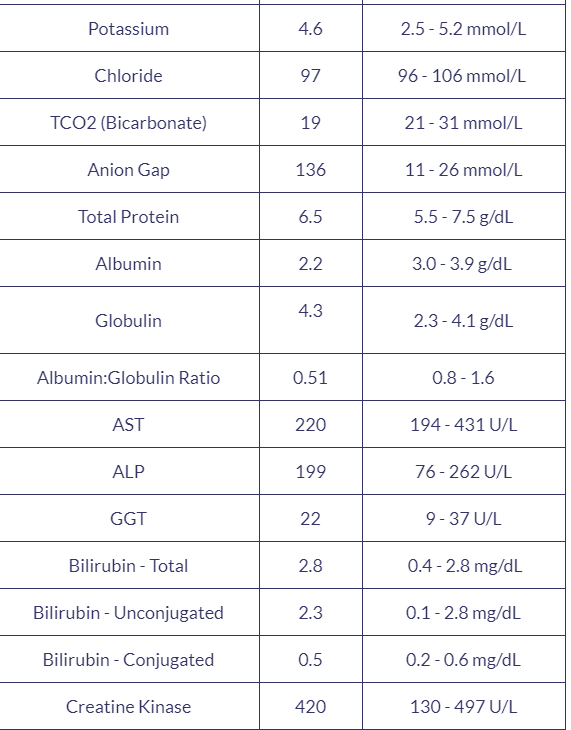 Potassium 4.6 2.5 - 5.2 mmol/L
Chloride 97 96 - 106 mmol/L
TCO2 (Bicarbonate) 19 21 - 31 mmol/L
Anion Gap 136 11 - 26 mmol/L
Total Protein 6.5 5.5 - 7.5 g/dL
Albumin 2.2 3.0 - 3.9 g/dL
Globulin 4.3 2.3 - 4.1 g/dL
Albumin:Globulin Ratio 0.51 0.8 - 1.6
AST 220 194 - 431 U/L
ALP 199 76 - 262 U/L
GGT 22 9 - 37 U/L
Bilirubin - Total 2.8 0.4 - 2.8 mg/dL
Bilirubin - Unconjugated 2.3 0.1 - 2.8 mg/dL
Bilirubin - Conjugated 0.5 0.2 - 0.6 mg/dL
Creatine Kinase 420 130 - 497 U/L